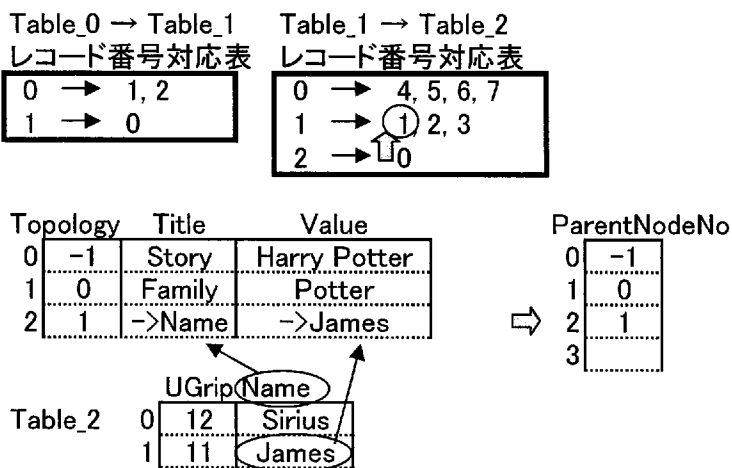 Table_0 → Table_1
レコード番号対応表
0 → 1, 2
1 → 0
Table_1 → Table_2
レコード番号対応表
0 → 4, 5, 6, 7
1 → 1, 2, 3
2 → 0
Topology Title Value
0 -1 Story Harry Potter
1 0 Family Potter
2 1 ->Name ->James
ParentNodeNo
0 -1
1 0
2 1
3
UGrip Name
Table_2 0 12 Sirius
1 11 James